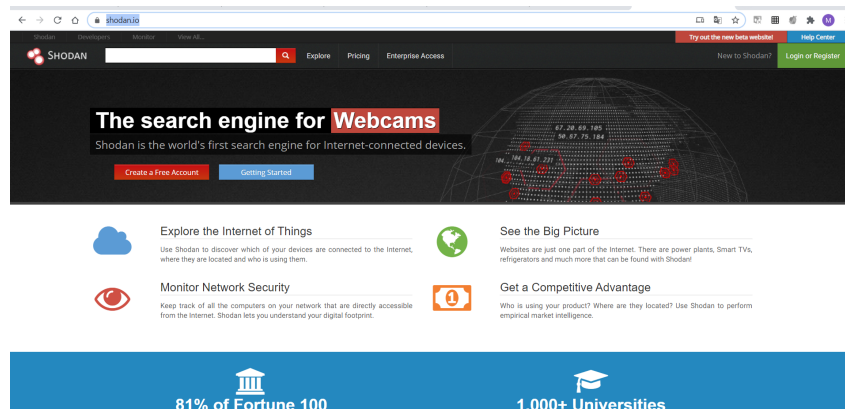 shodan.io
Shodan Developers Monitor View All...
Try out the new beta website!
Help Center
SHODAN
Explore Pricing Enterprise Access
New to Shodan?
Login or Register
The search engine for Webcams
Shodan is the world's first search engine for Internet-connected devices.
Create a Free Account
Getting Started
67.20.69.105
50.67.75.184
104.18.61.231
Explore the Internet of Things
Use Shodan to discover which of your devices are connected to the Internet,
where they are located and who is using them.
See the Big Picture
Websites are just one part of the Internet. There are power plants, Smart TVs,
refrigerators and much more that can be found with Shodan!
Monitor Network Security
Keep track of all the computers on your network that are directly accessible
from the Internet. Shodan lets you understand your digital footprint.
1
Get a Competitive Advantage
Who is using your product? Where are they located? Use Shodan to perform
empirical market intelligence.
81% of Fortune 100
1,000+ Universities
M